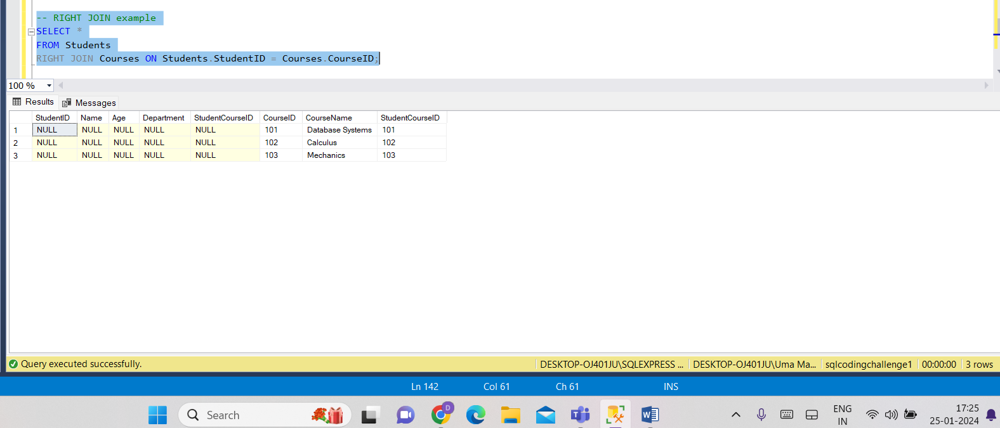 -- RIGHT JOIN example
SELECT *
FROM Students
RIGHT JOIN Courses ON Students.StudentID = Courses.CourseID;
100 %
Results Messages
StudentID Name Age Department StudentCourseID CourseID CourseName StudentCourseID
1 NULL NULL NULL NULL NULL 101 Database Systems 101
2 NULL NULL NULL NULL NULL 102 Calculus 102
3 NULL NULL NULL NULL NULL 103 Mechanics 103
Query executed successfully. DESKTOP-OJ401JU\SQLEXPRESS ... DESKTOP-OJ401JU\Uma Ma... sqlcodingchallenge1 00:00:00 3 rows
Ln 142 Col 61 Ch 61 INS
Search D ENG 17:25
IN 25-01-2024